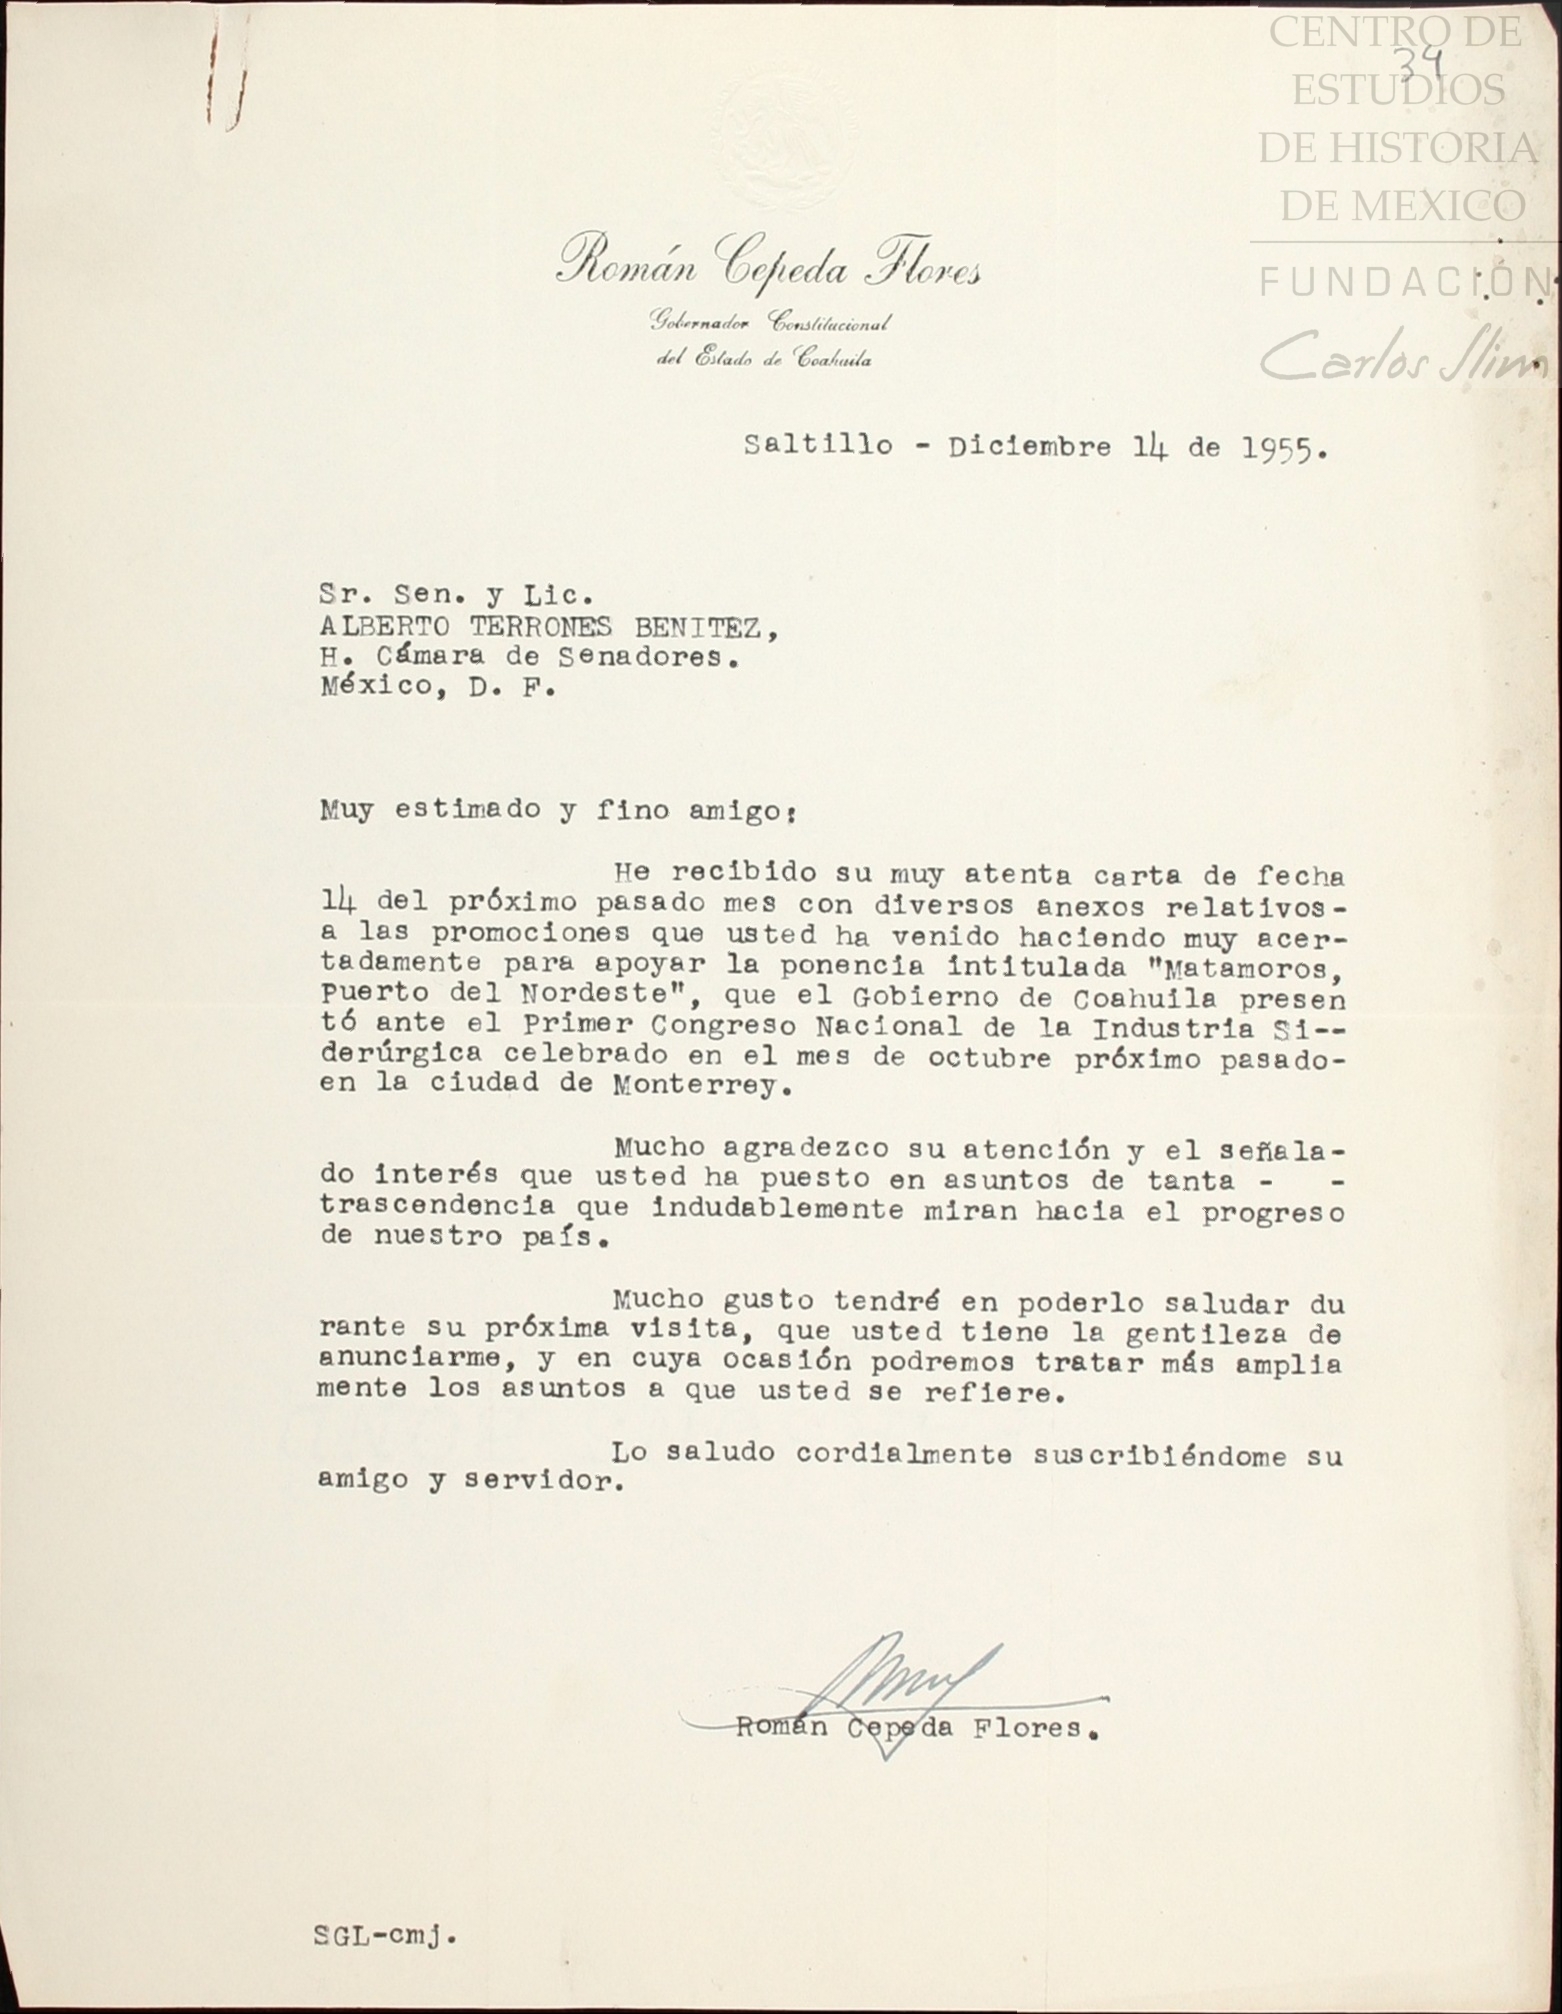 CENTRO DE
ESTUDIOS
DE HISTORIA
DE MEXICO
FUNDACIÓN
Carlos Slim
34
Román Cepeda Flores
Gobernador Constitucional
del Estado de Coahuila
Saltillo - Diciembre 14 de 1955.
Sr. Sen. y Lic.
ALBERTO TERRONES BENITEZ,
H. Cámara de Senadores.
México, D. F.
Muy estimado y fino amigo:
He recibido su muy atenta carta de fecha
14 del próximo pasado mes con diversos anexos relativos-
a las promociones que usted ha venido haciendo muy acer-
tadamente para apoyar la ponencia intitulada "Matamoros,
Puerto del Nordeste", que el Gobierno de Coahuila presen
tó ante el Primer Congreso Nacional de la Industria Si--
derúrgica celebrado en el mes de octubre próximo pasado-
en la ciudad de Monterrey.
Mucho agradezco su atención y el señala-
do interés que usted ha puesto en asuntos de tanta - -
trascendencia que indudablemente miran hacia el progreso
de nuestro país.
Mucho gusto tendré en poderlo saludar du
rante su próxima visita, que usted tiene la gentileza de
anunciarme, y en cuya ocasión podremos tratar más amplia
mente los asuntos a que usted se refiere.
Lo saludo cordialmente suscribiéndome su
amigo y servidor.
Román Cepeda Flores.
SGL-cmj.